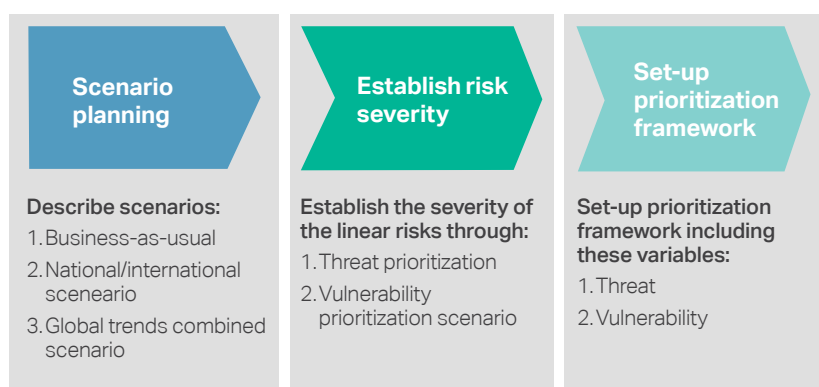 Scenario
planning
Describe scenarios:
1. Business-as-usual
2. National/international
sceneario
3. Global trends combined
scenario
Establish risk
severity
Establish the severity of
the linear risks through:
1. Threat prioritization
2. Vulnerability
prioritization scenario
Set-up
prioritization
framework
Set-up prioritization
framework including
these variables:
1. Threat
2. Vulnerability